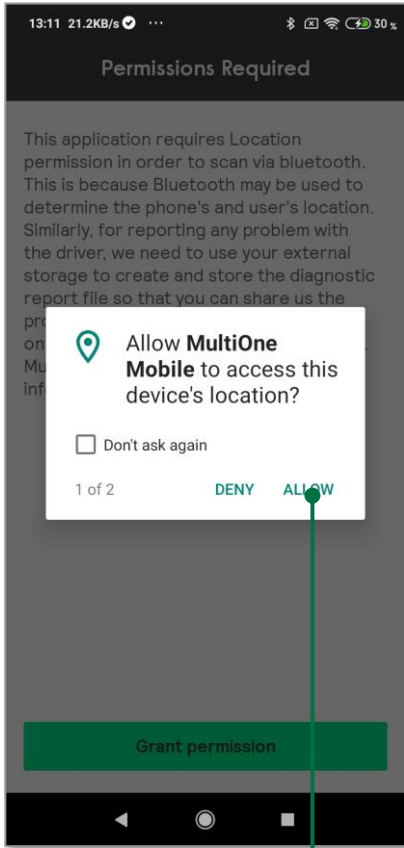 13:11 21.2KB/s ... 30 %
Permissions Required
This application requires Location
permission in order to scan via bluetooth.
This is because Bluetooth may be used to
determine the phone's and user's location.
Similarly, for reporting any problem with
the driver, we need to use your external
storage to create and store the diagnostic
report file so that you can share us the
Allow MultiOne
Mobile to access this
device's location?
Don't ask again
1 of 2 DENY ALLOW
Grant permission